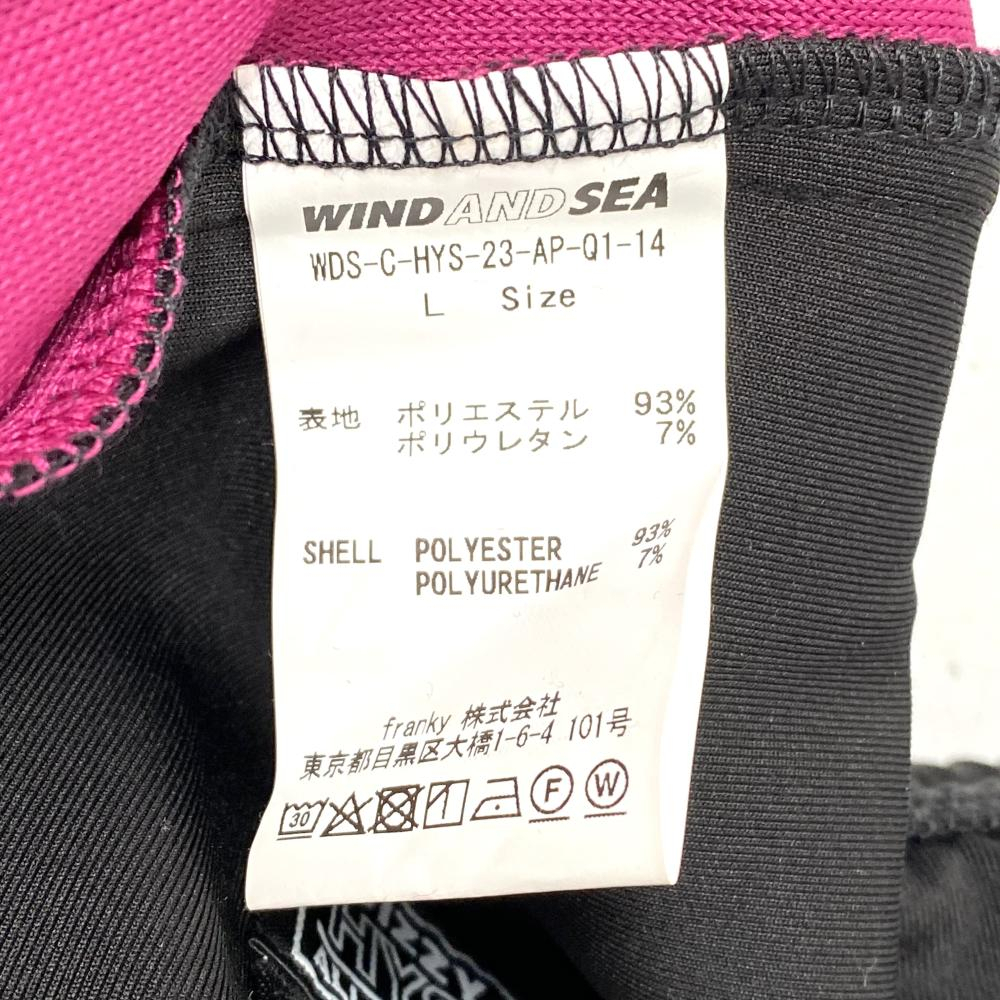 WIND AND SEA
WDS-C-HYS-23-AP-Q1-14
L Size
表地 ポリエステル 93%
ポリウレタン 7%
SHELL POLYESTER 93%
POLYURETHANE 7%
franky 株式会社
東京都目黒区大橋1-6-4 101号
30 F W